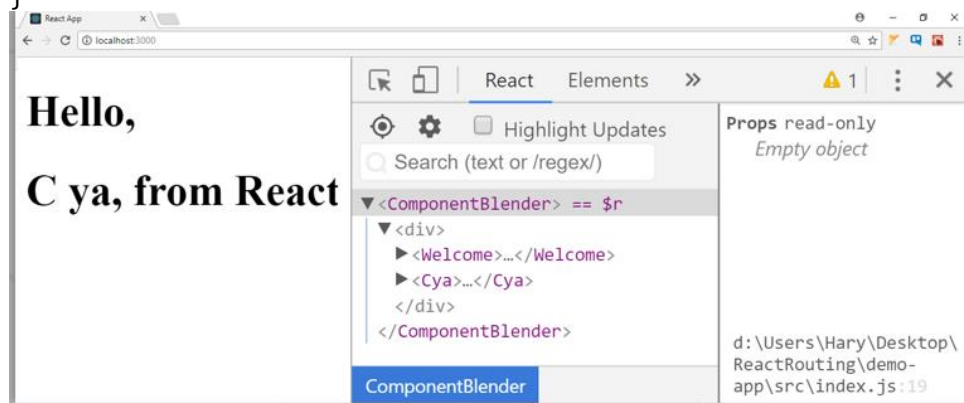 React App
localhost:3000
Hello,
C ya, from React
React Elements »
1
Highlight Updates
Search (text or /regex/)
▼<ComponentBlender> == $r
▼<div>
▶<Welcome>…</Welcome>
▶<Cya>…</Cya>
</div>
</ComponentBlender>
ComponentBlender
Props read-only
Empty object
d:\Users\Hary\Desktop\
ReactRouting\demo-
app\src\index.js:19